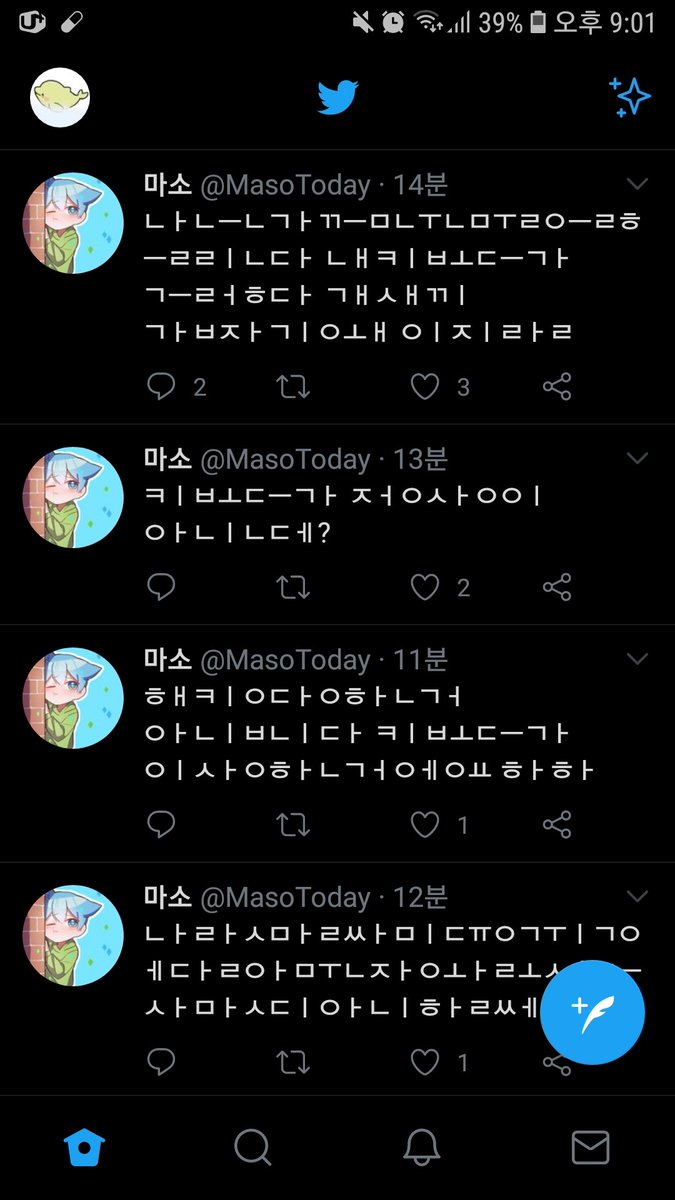 39% 오후 9:01
마소 @MasoToday · 14분
ㄴㅏㄴㅡㄴㄱㅏㄲㅡㅁㄴㅜㄴㅁㅜㄹㅇㅡㄹㅎ
ㅡㄹㄹㅣㄴㄷㅏ ㄴㅐㅋㅣㅂㅗㄷㅡㄱㅏ
ㄱㅡㄹㅓㅎㄷㅏ ㄱㅐㅅㅐㄲㅣ
ㄱㅏㅂㅈㅏㄱㅣㅇㅗㅐ ㅇㅣㅈㅣㄹㅏㄹ
2 3
마소 @MasoToday · 13분
ㅋㅣㅂㅗㄷㅡㄱㅏ ㅈㅓㅇㅅㅏㅇㅇㅣ
ㅇㅏㄴㅣㄴㄷㅔ?
2
마소 @MasoToday · 11분
ㅎㅐㅋㅣㅇㄷㅏㅇㅎㅏㄴㄱㅓ
ㅇㅏㄴㅣㅂㄴㅣㄷㅏ ㅋㅣㅂㅗㄷㅡㄱㅏ
ㅇㅣㅅㅏㅇㅎㅏㄴㄱㅓㅇㅔㅇㅛ ㅎㅏㅎㅏ
1
마소 @MasoToday · 12분
ㄴㅏㄹㅏㅅㅁㅏㄹㅆㅏㅁㅣㄷㅠㅇㄱㅜㅣㄱㅇ
ㅔㄷㅏㄹㅇㅏㅁㅜㄴㅈㅏㅇㅗㅏㄹㅗㅅ
ㅅㅏㅁㅏㅅㄷㅣㅇㅏㄴㅣㅎㅏㄹㅆㅔ
1